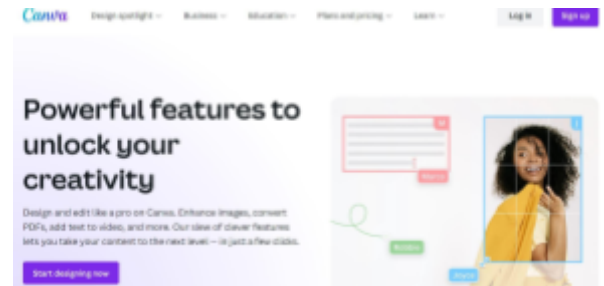 Canva
Design spotlight Business Education Plans and pricing Learn Log in Sign up
Powerful features to
unlock your
creativity
Design and edit like a pro on Canva. Enhance images, convert
PDFs, add text to video, and more. Our slew of clever features
lets you take your content to the next level — in just a few clicks.
Start designing now